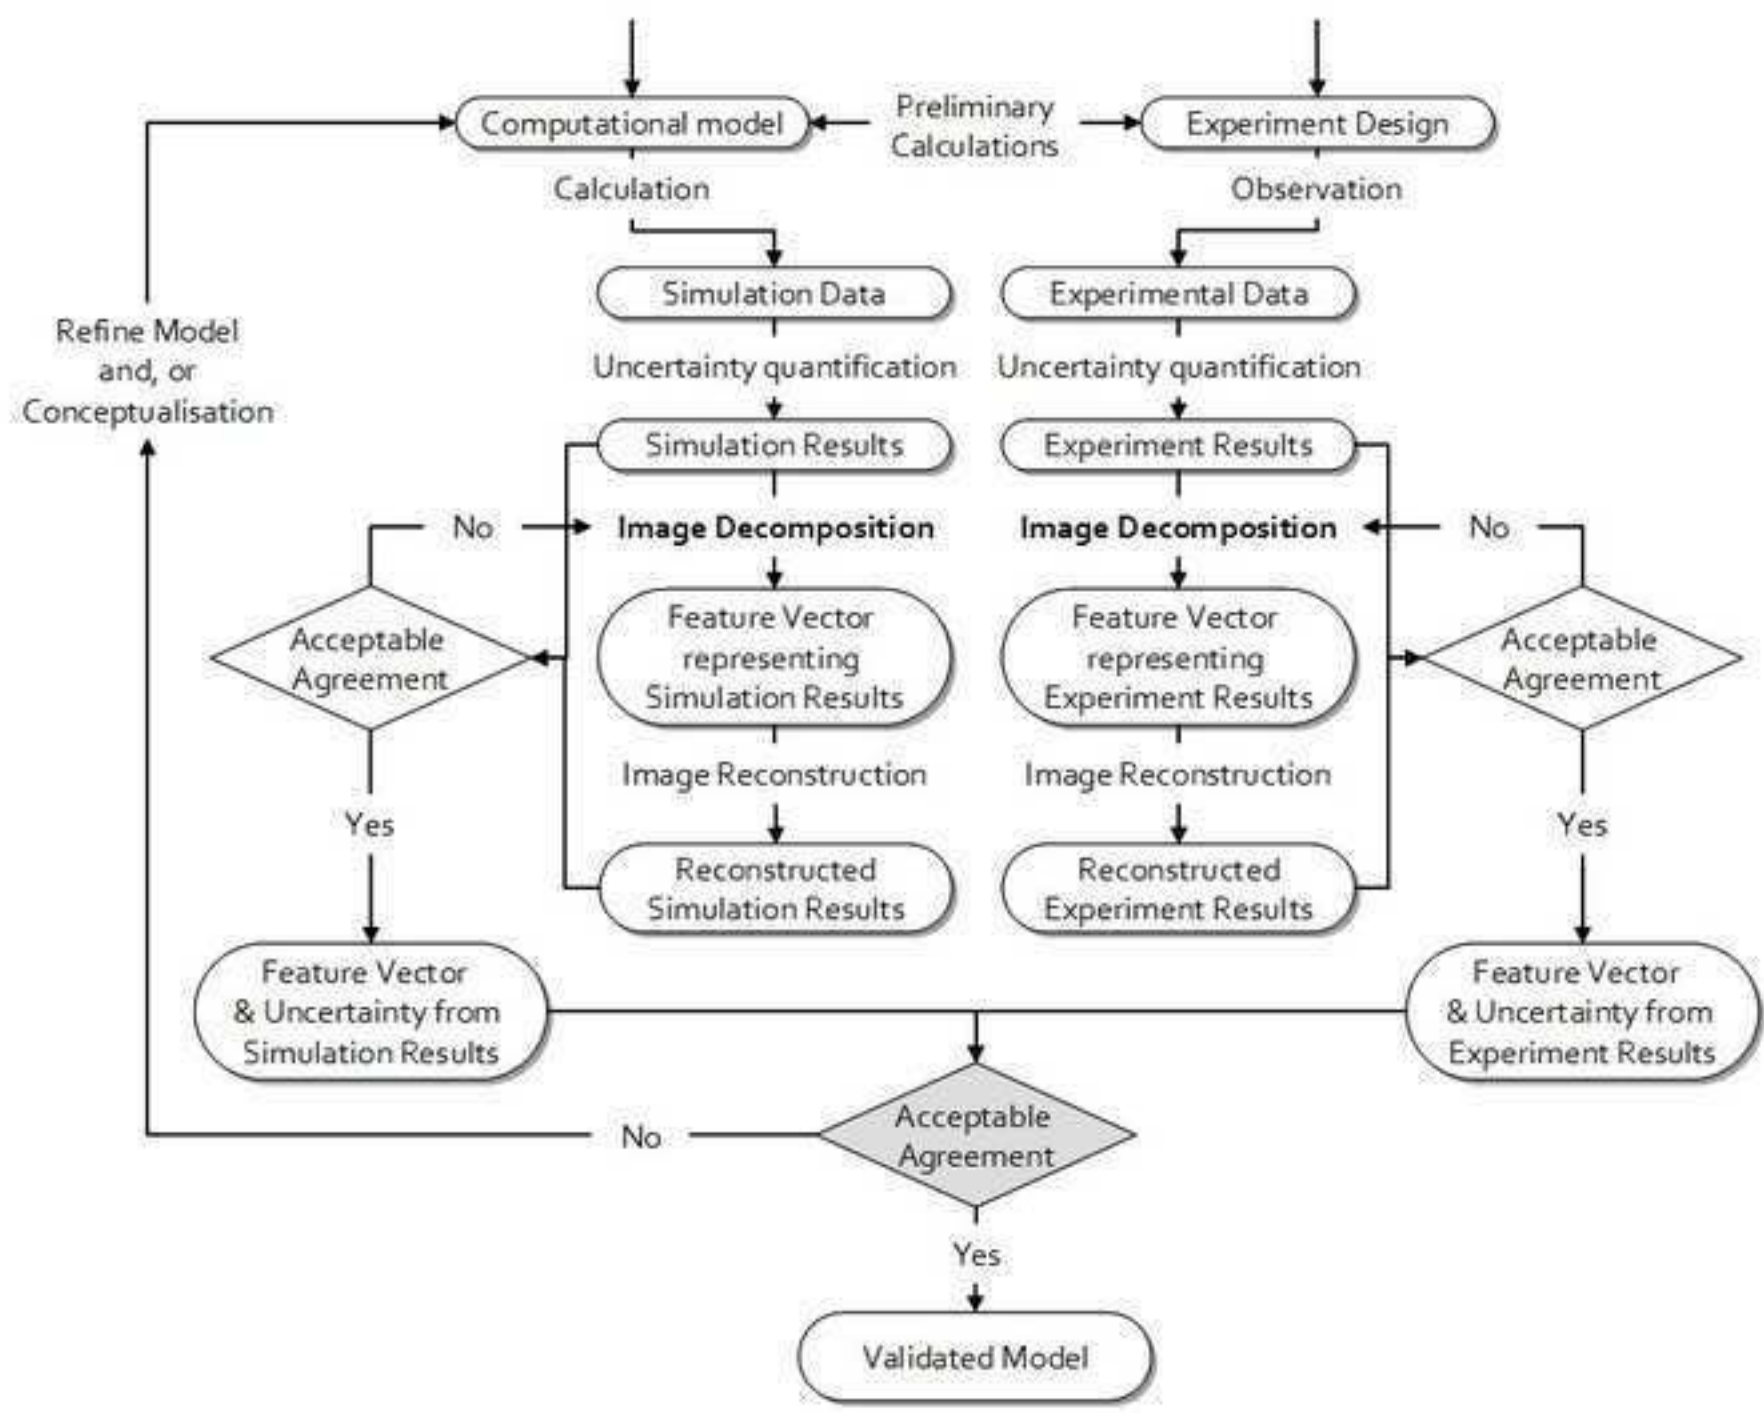 Computational model
Preliminary
Calculations
Experiment Design
Calculation
Observation
Simulation Data
Experimental Data
Refine Model
and, or
Conceptualisation
Uncertainty quantification
Uncertainty quantification
Simulation Results
Experiment Results
No
Image Decomposition
Image Decomposition
No
Acceptable
Agreement
Feature Vector
representing
Simulation Results
Feature Vector
representing
Experiment Results
Acceptable
Agreement
Image Reconstruction
Image Reconstruction
Yes
Yes
Reconstructed
Simulation Results
Reconstructed
Experiment Results
Feature Vector
& Uncertainty from
Simulation Results
Feature Vector
& Uncertainty from
Experiment Results
Acceptable
Agreement
No
Yes
Validated Model